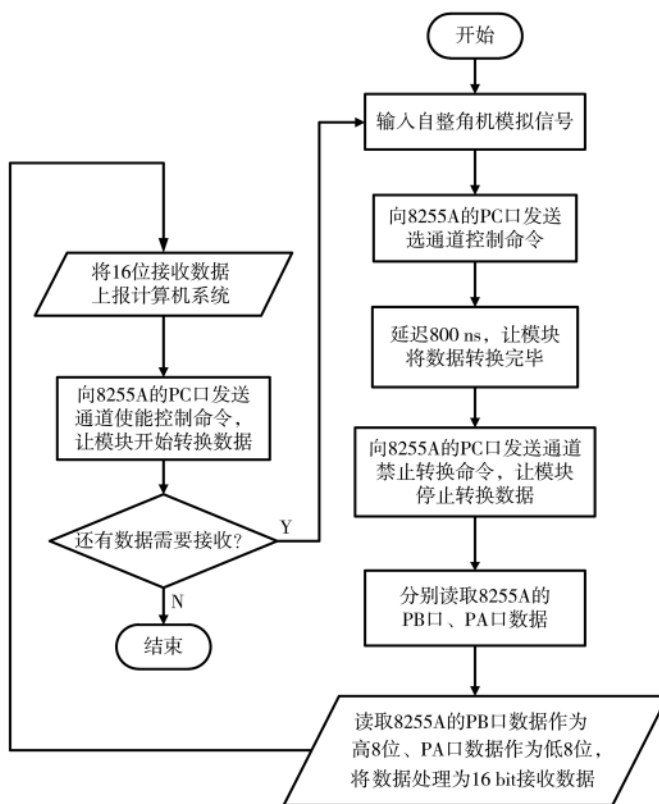 开始
输入自整角机模拟信号
向8255A的PC口发送
选通道控制命令
延迟800 ns，让模块
将数据转换完毕
向8255A的PC口发送通道
禁止转换命令，让模块
停止转换数据
分别读取8255A的
PB口、PA口数据
读取8255A的PB口数据作为
高8位、PA口数据作为低8位，
将数据处理为16 bit接收数据
将16位接收数据
上报计算机系统
向8255A的PC口发送
通道使能控制命令，
让模块开始转换数据
还有数据需要接收？
Y
N
结束